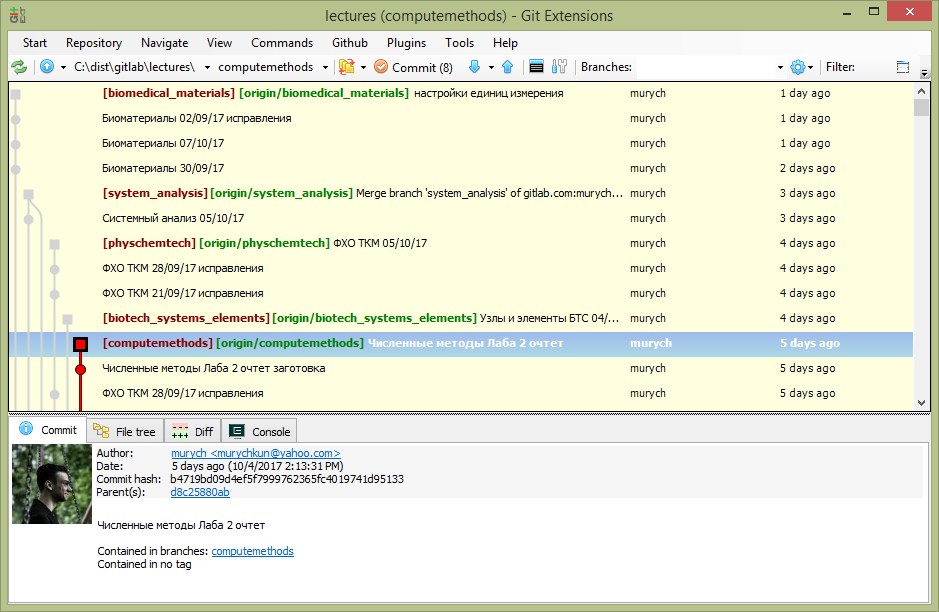 lectures (computemethods) - Git Extensions
Start Repository Navigate View Commands Github Plugins Tools Help
C:\dist\gitlab\lectures\ computemethods Commit (8) Branches: Filter:
[biomedical_materials] [origin/biomedical_materials] настройки единиц измерения murych 1 day ago
Биоматериалы 02/09/17 исправления murych 1 day ago
Биоматериалы 07/10/17 murych 1 day ago
Биоматериалы 30/09/17 murych 2 days ago
[system_analysis] [origin/system_analysis] Merge branch 'system_analysis' of gitlab.com:murych... murych 3 days ago
Системный анализ 05/10/17 murych 3 days ago
[physchemtech] [origin/physchemtech] ФХО ТКМ 05/10/17 murych 4 days ago
ФХО ТКМ 28/09/17 исправления murych 4 days ago
ФХО ТКМ 21/09/17 исправления murych 4 days ago
[biotech_systems_elements] [origin/biotech_systems_elements] Узлы и элементы БТС 04/... murych 4 days ago
[computemethods] [origin/computemethods] Численные методы Лаба 2 очтет murych 5 days ago
Численные методы Лаба 2 очтет заготовка murych 5 days ago
ФХО ТКМ 28/09/17 исправления murych 5 days ago
Commit File tree Diff Console
Author: murych <murychkun@yahoo.com>
Date: 5 days ago (10/4/2017 2:13:31 PM)
Commit hash: b4719bd09d4ef5f7999762365fc4019741d95133
Parent(s): d8c25880ab
Численные методы Лаба 2 очтет
Contained in branches: computemethods
Contained in no tag